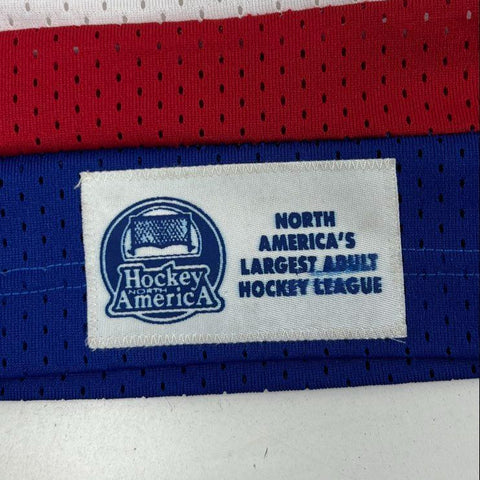 Hockey
NORTH
AmericA
NORTH
AMERICA'S
LARGEST ADULT
HOCKEY LEAGUE